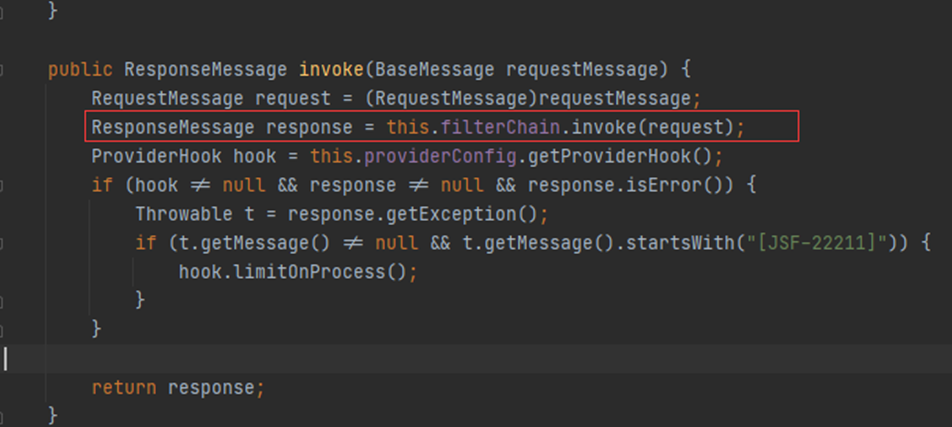 }
public ResponseMessage invoke(BaseMessage requestMessage) {
RequestMessage request = (RequestMessage)requestMessage;
ResponseMessage response = this.filterChain.invoke(request);
ProviderHook hook = this.providerConfig.getProviderHook();
if (hook ≠ null && response ≠ null && response.isError()) {
Throwable t = response.getException();
if (t.getMessage() ≠ null && t.getMessage().startsWith("[JSF-22211]")) {
hook.limitOnProcess();
}
}
return response;
}